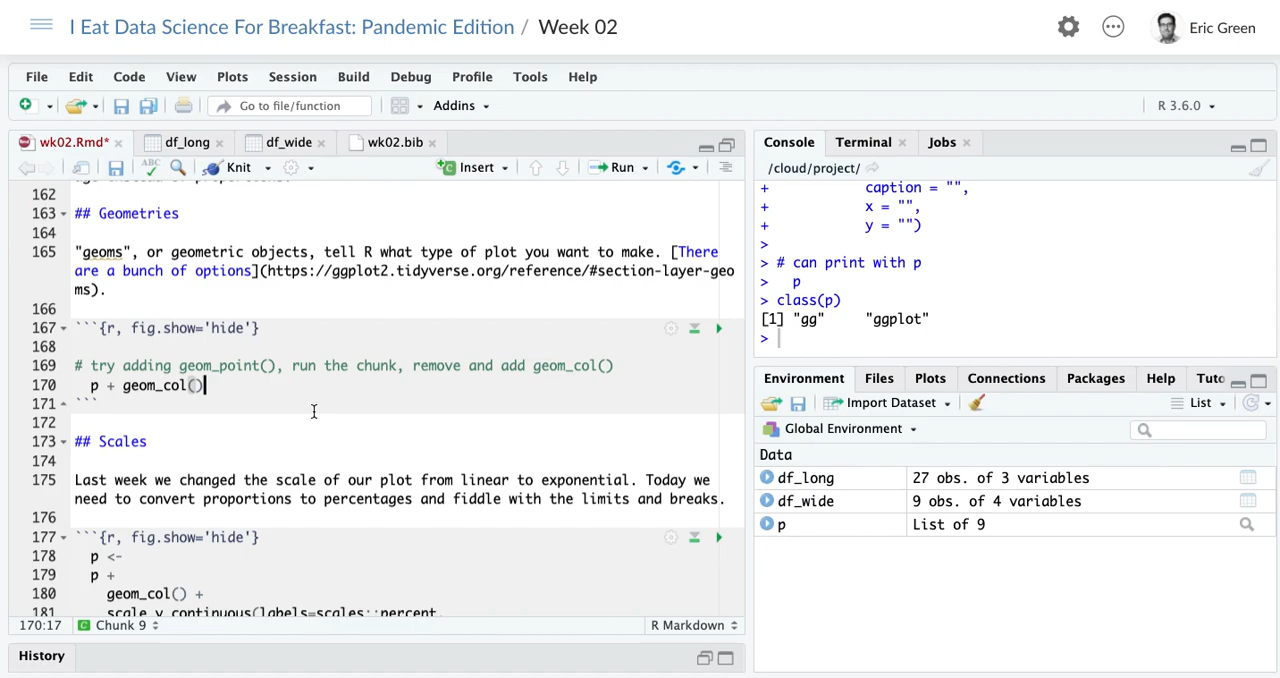 I Eat Data Science For Breakfast: Pandemic Edition / Week 02
Eric Green
File Edit Code View Plots Session Build Debug Profile Tools Help
Go to file/function Addins R 3.6.0
wk02.Rmd* df_long df_wide wk02.bib
ABC Knit Insert Run
162
163 ## Geometries
164
165 "geoms", or geometric objects, tell R what type of plot you want to make. [There
are a bunch of options](https://ggplot2.tidyverse.org/reference/#section-layer-geo
ms).
166
167 ```{r, fig.show='hide'}
168
169 # try adding geom_point(), run the chunk, remove and add geom_col()
170 p + geom_col()
171 ```
172
173 ## Scales
174
175 Last week we changed the scale of our plot from linear to exponential. Today we
need to convert proportions to percentages and fiddle with the limits and breaks.
176
177 ```{r, fig.show='hide'}
178 p <-
179 p +
180 geom_col() +
181 scale_y_continuous(labels=scales::percent,
170:17 Chunk 9 R Markdown
History
Console Terminal Jobs
/cloud/project/
+ caption = "",
+ x = "",
+ y = "")
>
> # can print with p
> p
> class(p)
[1] "gg" "ggplot"
>
Environment Files Plots Connections Packages Help Tuto
Import Dataset List
Global Environment
Data
df_long 27 obs. of 3 variables
df_wide 9 obs. of 4 variables
p List of 9